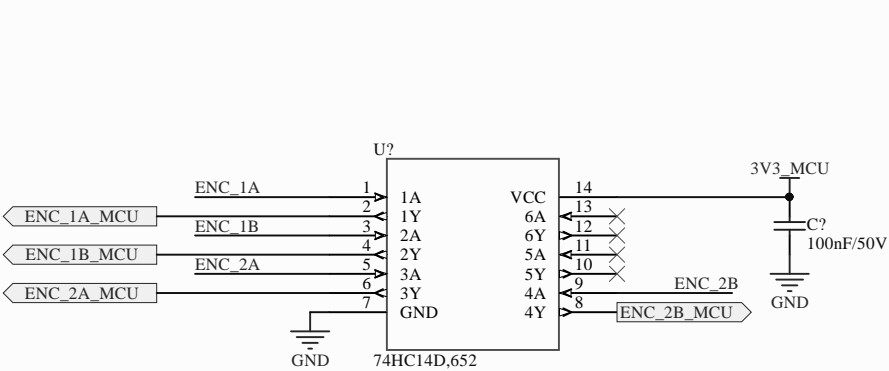 U?
3V3_MCU
ENC_1A 1 1A VCC 14
ENC_1A_MCU 2 1Y 6A 13
ENC_1B 3 2A 6Y 12 C?
ENC_1B_MCU 4 2Y 5A 11 100nF/50V
ENC_2A 5 3A 5Y 10
ENC_2A_MCU 6 3Y 4A 9 ENC_2B
7 GND 4Y 8 ENC_2B_MCU
GND
GND 74HC14D,652